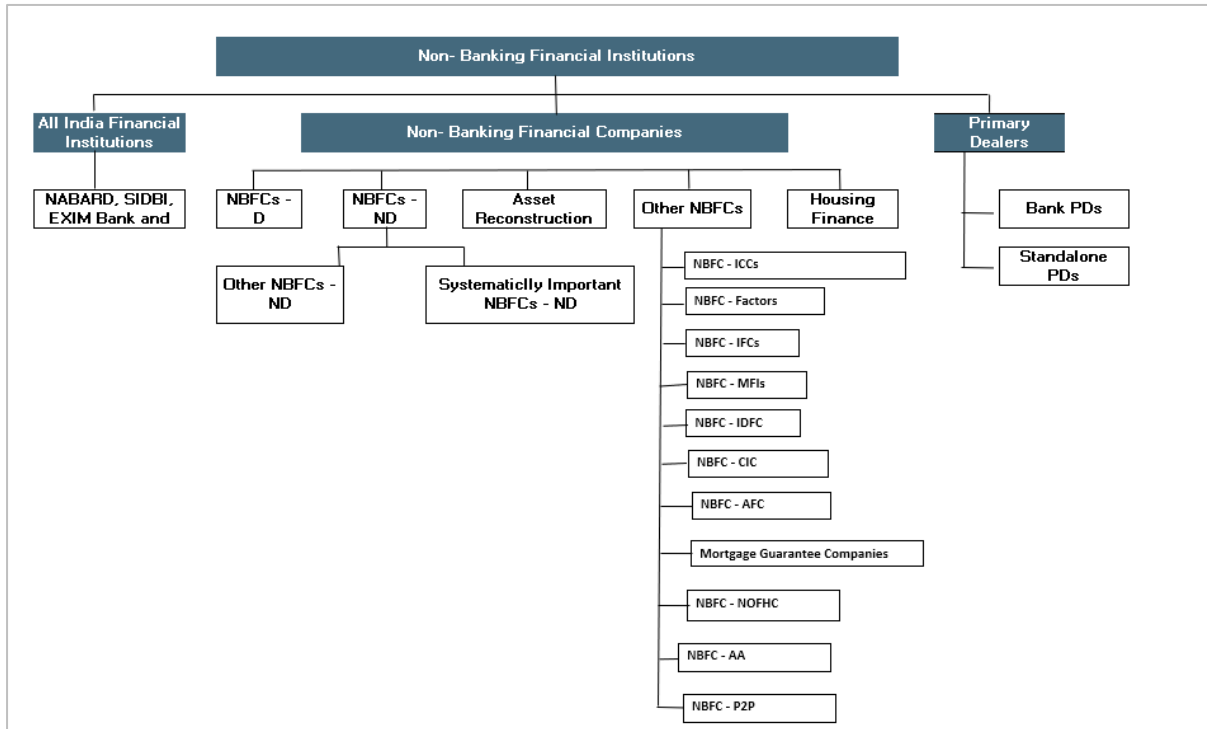 Non- Banking Financial Institutions
All India Financial
Institutions
Non- Banking Financial Companies
Primary
Dealers
NABARD, SIDBI,
EXIM Bank and
NBFCs -
D
NBFCs -
ND
Asset
Reconstruction
Other NBFCs
Housing
Finance
Bank PDs
Standalone
PDs
Other NBFCs -
ND
Systematiclly Important
NBFCs - ND
NBFC - ICCs
NBFC - Factors
NBFC - IFCs
NBFC - MFIs
NBFC - IDFC
NBFC - CIC
NBFC - AFC
Mortgage Guarantee Companies
NBFC - NOFHC
NBFC - AA
NBFC - P2P